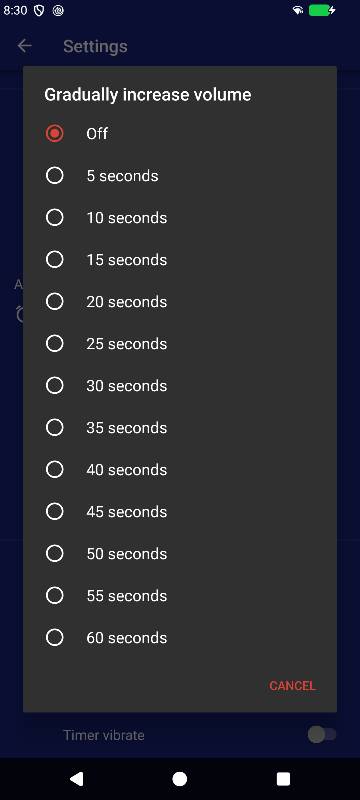 8:30
Settings
Gradually increase volume
Off
5 seconds
10 seconds
15 seconds
20 seconds
A
25 seconds
30 seconds
35 seconds
40 seconds
45 seconds
50 seconds
55 seconds
60 seconds
CANCEL
Timer vibrate